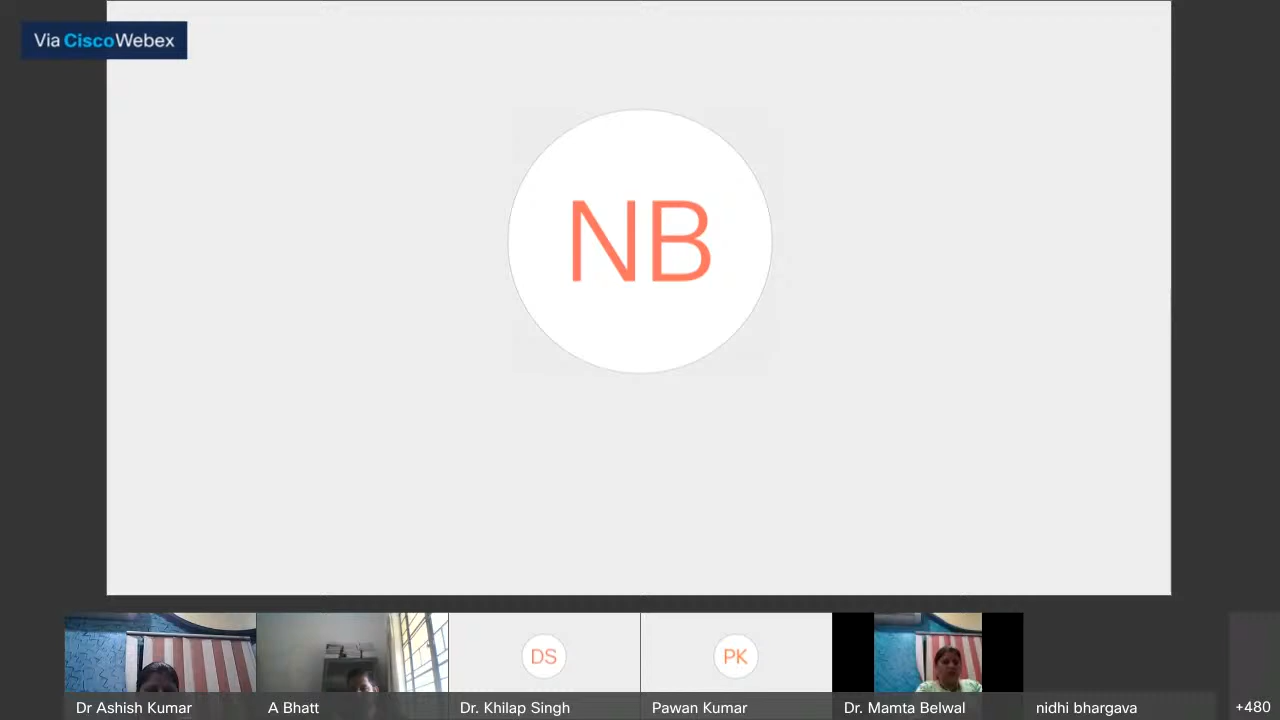 Via CiscoWebex
NB
DS
PK
Dr Ashish Kumar
A Bhatt
Dr. Khilap Singh
Pawan Kumar
Dr. Mamta Belwal
nidhi bhargava
+480